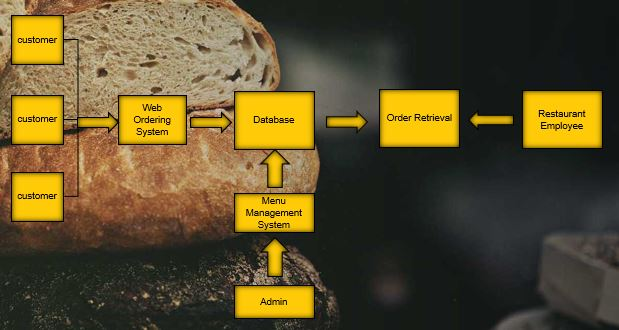 customer
customer
customer
Web
Ordering
System
Database
Order Retrieval
Restaurant
Employee
Menu
Management
System
Admin